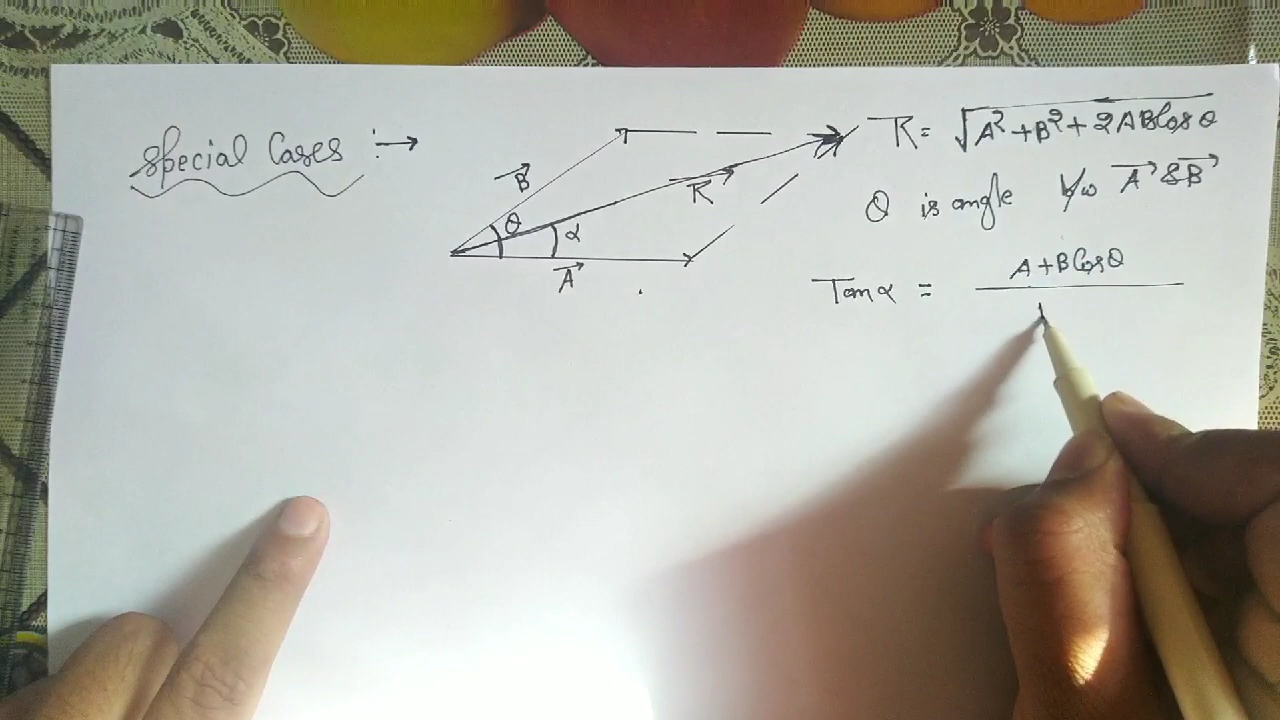 Special Cases :→
R = √A² + B² + 2ABCosθ
B
θ
R
α
A
θ is angle b/w A & B
Tanα = A+BCosθ